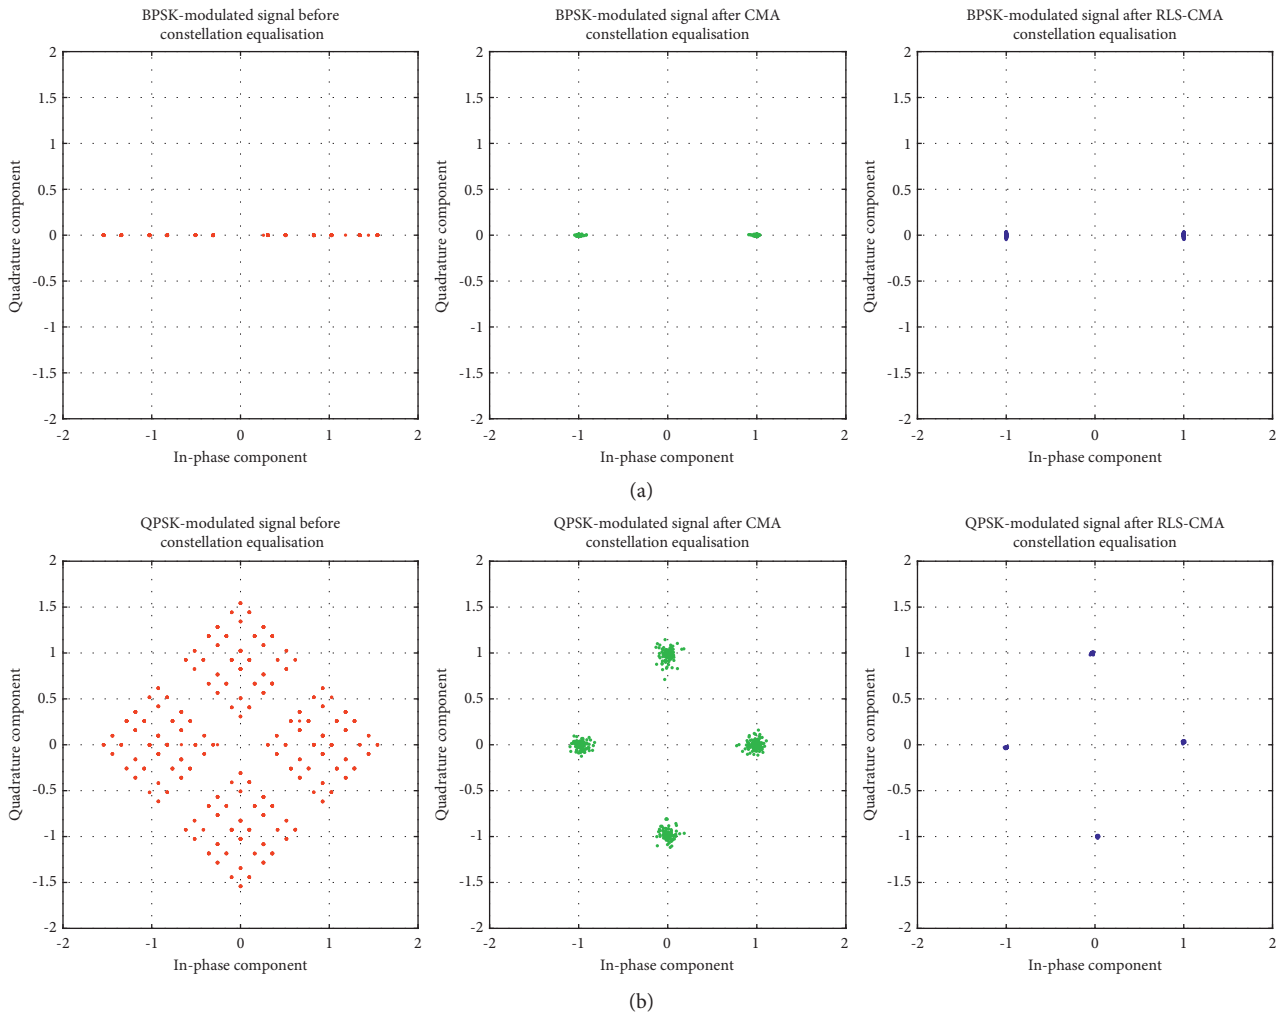 BPSK-modulated signal before
constellation equalisation
2
1.5
1
0.5
0
-0.5
-1
-1.5
-2
Quadrature component
-2 -1 0 1 2
In-phase component
BPSK-modulated signal after CMA
constellation equalisation
2
1.5
1
0.5
0
-0.5
-1
-1.5
-2
Quadrature component
-2 -1 0 1 2
In-phase component
BPSK-modulated signal after RLS-CMA
constellation equalisation
2
1.5
1
0.5
0
-0.5
-1
-1.5
-2
Quadrature component
-2 -1 0 1 2
In-phase component
(a)
QPSK-modulated signal before
constellation equalisation
2
1.5
1
0.5
0
-0.5
-1
-1.5
-2
Quadrature component
-2 -1 0 1 2
In-phase component
QPSK-modulated signal after CMA
constellation equalisation
2
1.5
1
0.5
0
-0.5
-1
-1.5
-2
Quadrature component
-2 -1 0 1 2
In-phase component
QPSK-modulated signal after RLS-CMA
constellation equalisation
2
1.5
1
0.5
0
-0.5
-1
-1.5
-2
Quadrature component
-2 -1 0 1 2
In-phase component
(b)